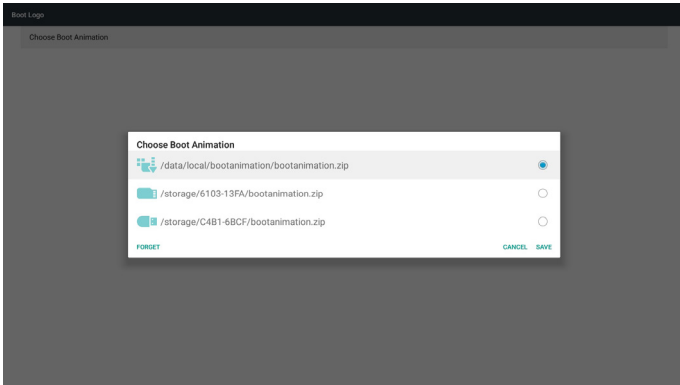 Boot Logo
Choose Boot Animation
Choose Boot Animation
/data/local/bootanimation/bootanimation.zip
/storage/6103-13FA/bootanimation.zip
/storage/C4B1-6BCF/bootanimation.zip
FORGET CANCEL SAVE